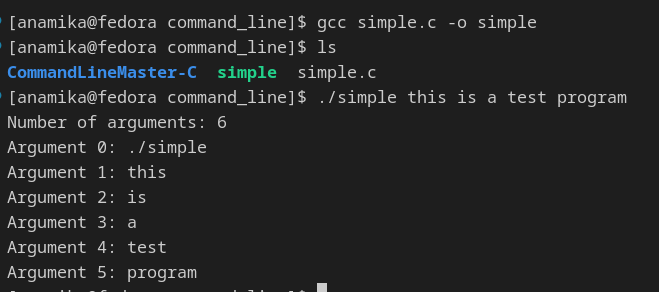 [anamika@fedora command_line]$ gcc simple.c -o simple
[anamika@fedora command_line]$ ls
CommandLineMaster-C  simple  simple.c
[anamika@fedora command_line]$ ./simple this is a test program
Number of arguments: 6
Argument 0: ./simple
Argument 1: this
Argument 2: is
Argument 3: a
Argument 4: test
Argument 5: program